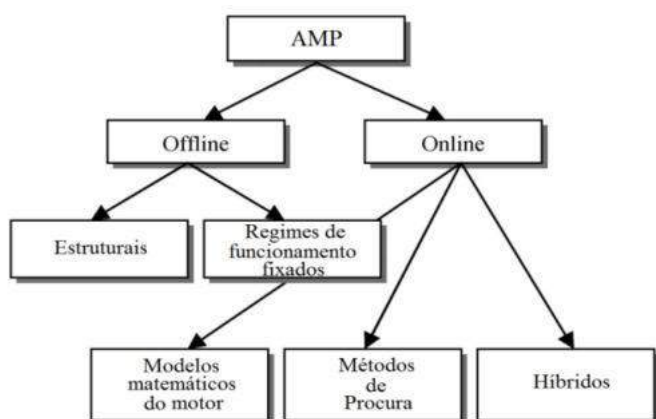 AMP
Offline
Online
Estruturais
Regimes de
funcionamento
fixados
Modelos
matemáticos
do motor
Métodos
de
Procura
Híbridos